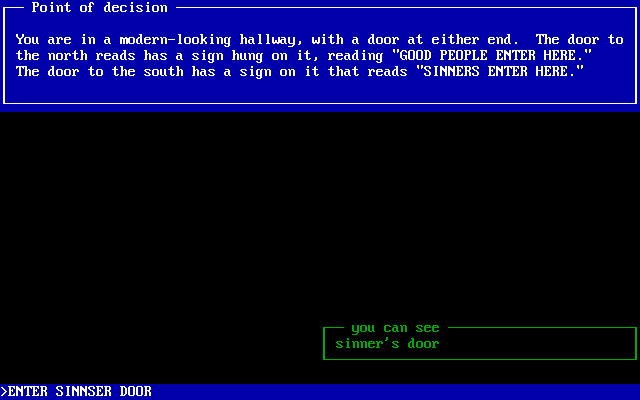 Point of decision
You are in a modern-looking hallway, with a door at either end. The door to
the north reads has a sign hung on it, reading "GOOD PEOPLE ENTER HERE."
The door to the south has a sign on it that reads "SINNERS ENTER HERE."
you can see
sinner's door
>ENTER SINNSER DOOR